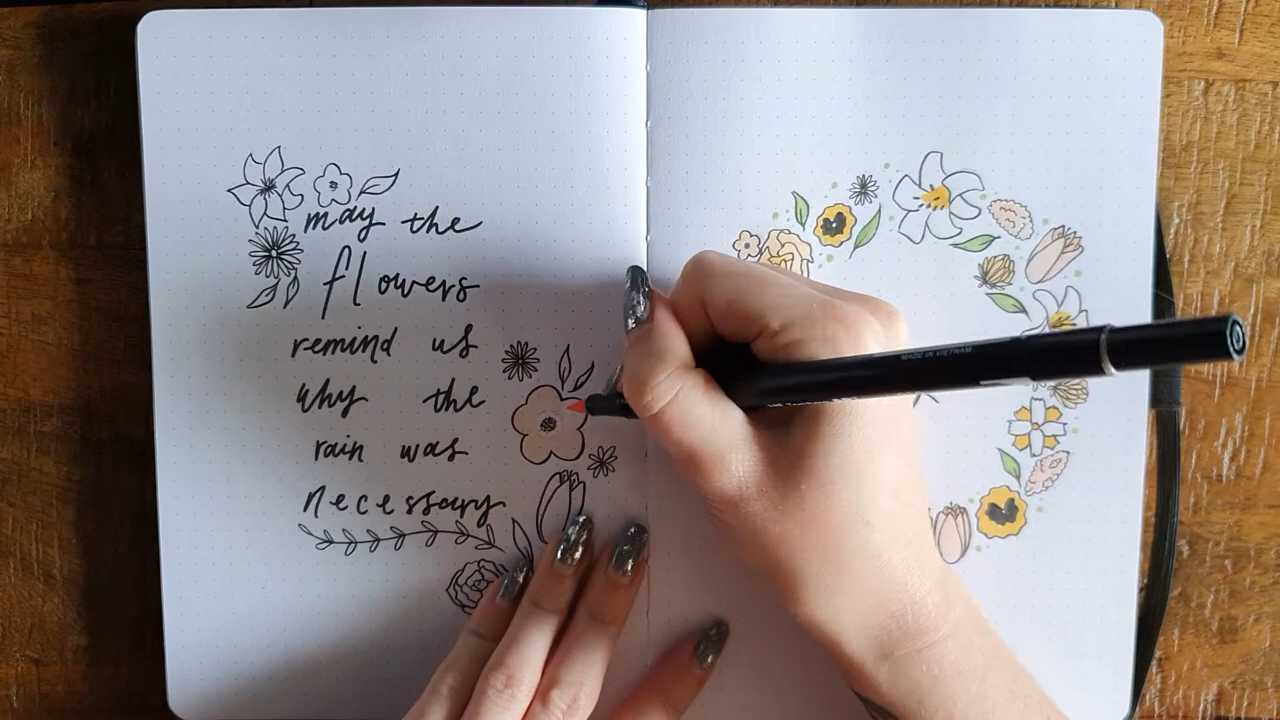 may the
flowers
remind us
why the
rain was
necessary
MADE IN VIETNAM